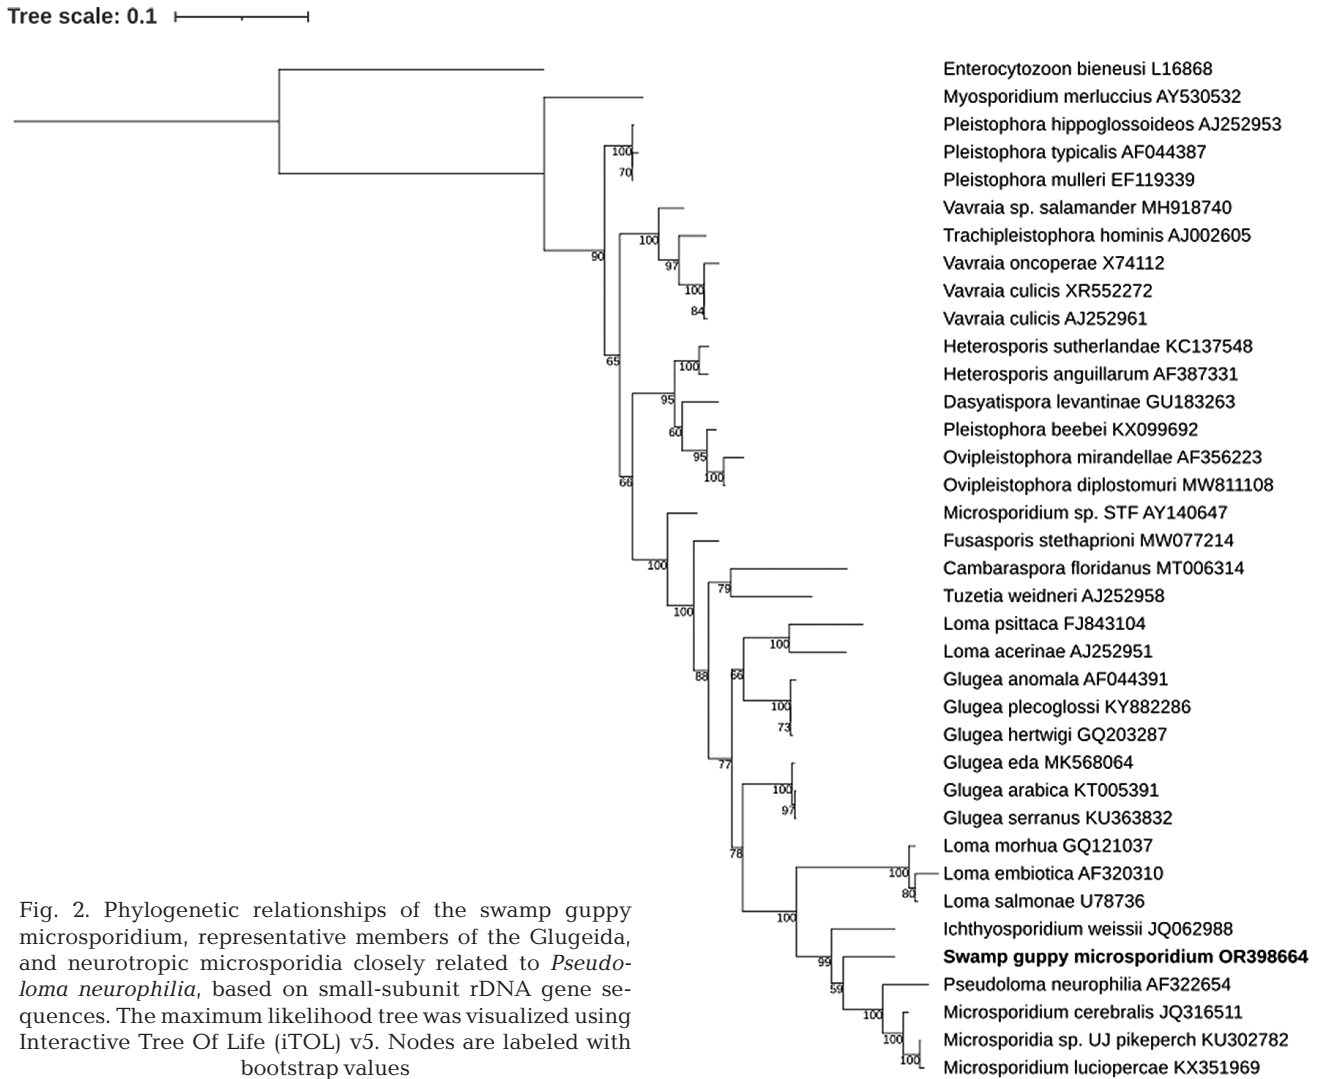 Tree scale: 0.1
Enterocytozoon bieneusi L16868
Myosporidium merluccius AY530532
Pleistophora hippoglossoideos AJ252953
100
Pleistophora typicalis AF044387
70
Pleistophora mulleri EF119339
Vavraia sp. salamander MH918740
100
Trachipleistophora hominis AJ002605
90
97
Vavraia oncoperae X74112
100
Vavraia culicis XR552272
84
Vavraia culicis AJ252961
Heterosporis sutherlandae KC137548
65
100
Heterosporis anguillarum AF387331
95
Dasyatispora levantinae GU183263
60
Pleistophora beebei KX099692
95
Ovipleistophora mirandellae AF356223
66
100
Ovipleistophora diplostomuri MW811108
Microsporidium sp. STF AY140647
Fusasporis stethaprioni MW077214
100
Cambaraspora floridanus MT006314
79
Tuzetia weidneri AJ252958
100
Loma psittaca FJ843104
100
Loma acerinae AJ252951
88
66
Glugea anomala AF044391
100
Glugea plecoglossi KY882286
73
Glugea hertwigi GQ203287
77
Glugea eda MK568064
100
Glugea arabica KT005391
97
Glugea serranus KU363832
78
Loma morhua GQ121037
100
Loma embiotica AF320310
80
Loma salmonae U78736
100
Ichthyosporidium weissii JQ062988
99
Swamp guppy microsporidium OR398664
59
Pseudoloma neurophilia AF322654
100
Microsporidium cerebralis JQ316511
100
Microsporidia sp. UJ pikeperch KU302782
100
Microsporidium luciopercae KX351969
Fig. 2. Phylogenetic relationships of the swamp guppy
microsporidium, representative members of the Glugeida,
and neurotropic microsporidia closely related to Pseudo-
loma neurophilia, based on small-subunit rDNA gene se-
quences. The maximum likelihood tree was visualized using
Interactive Tree Of Life (iTOL) v5. Nodes are labeled with
bootstrap values